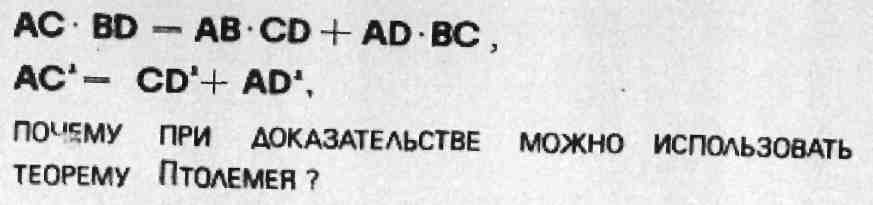 AC · BD = AB · CD + AD · BC,
AC² = CD² + AD².
ПОЧЕМУ ПРИ ДОКАЗАТЕЛЬСТВЕ МОЖНО ИСПОЛЬЗОВАТЬ
ТЕОРЕМУ ПТОЛЕМЕЯ?